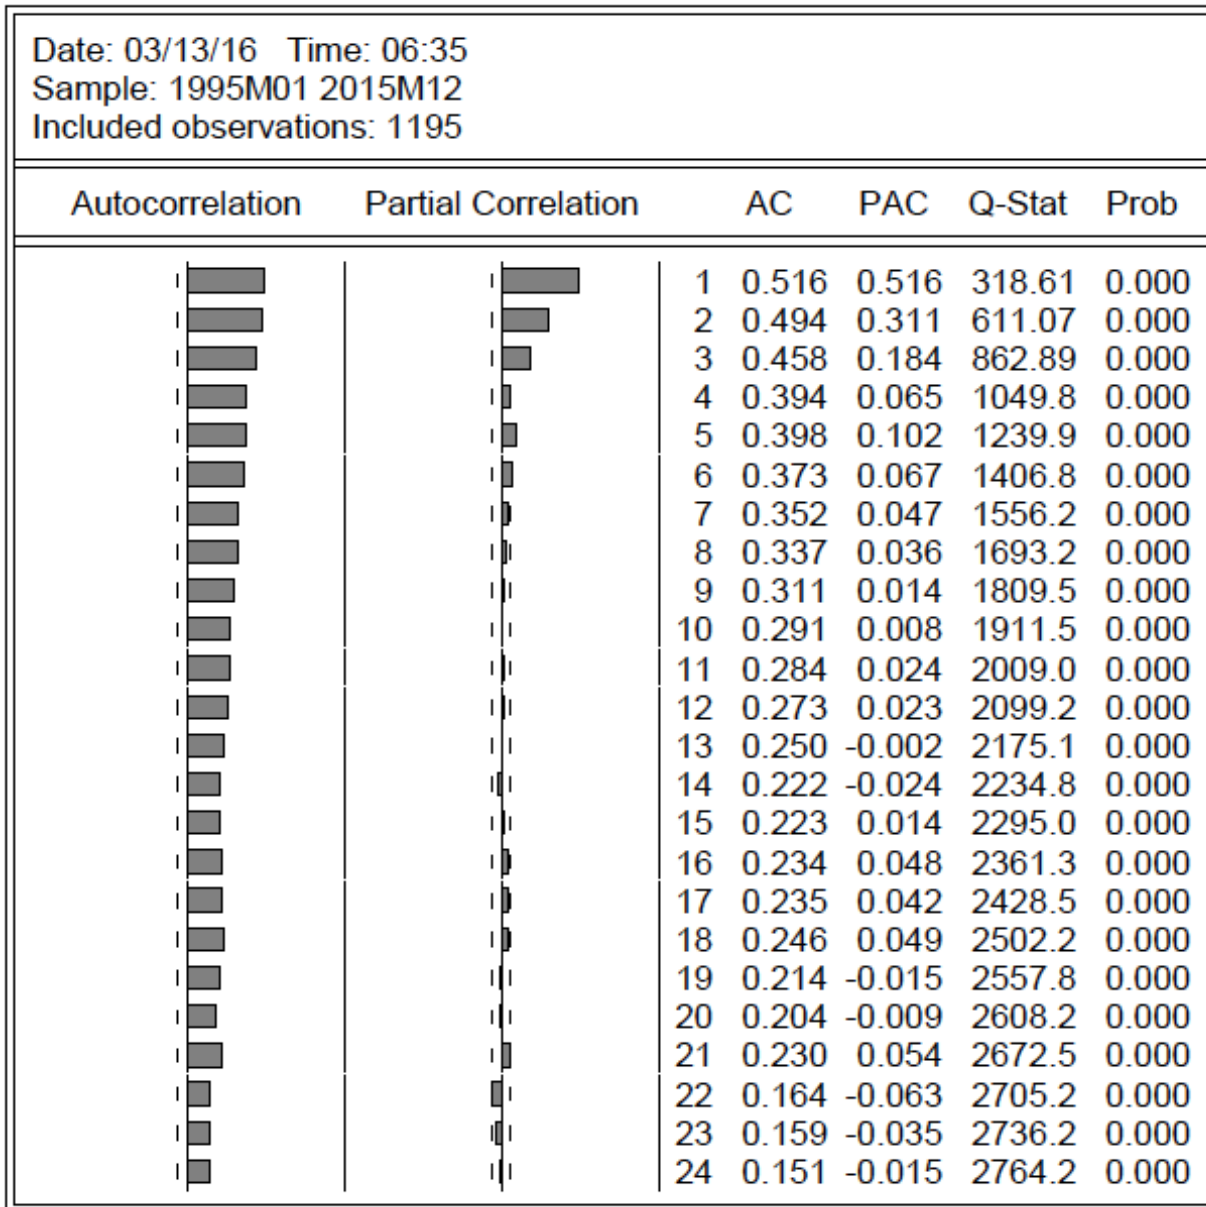 Date: 03/13/16 Time: 06:35
Sample: 1995M01 2015M12
Included observations: 1195
Autocorrelation Partial Correlation AC PAC Q-Stat Prob
1 0.516 0.516 318.61 0.000
2 0.494 0.311 611.07 0.000
3 0.458 0.184 862.89 0.000
4 0.394 0.065 1049.8 0.000
5 0.398 0.102 1239.9 0.000
6 0.373 0.067 1406.8 0.000
7 0.352 0.047 1556.2 0.000
8 0.337 0.036 1693.2 0.000
9 0.311 0.014 1809.5 0.000
10 0.291 0.008 1911.5 0.000
11 0.284 0.024 2009.0 0.000
12 0.273 0.023 2099.2 0.000
13 0.250 -0.002 2175.1 0.000
14 0.222 -0.024 2234.8 0.000
15 0.223 0.014 2295.0 0.000
16 0.234 0.048 2361.3 0.000
17 0.235 0.042 2428.5 0.000
18 0.246 0.049 2502.2 0.000
19 0.214 -0.015 2557.8 0.000
20 0.204 -0.009 2608.2 0.000
21 0.230 0.054 2672.5 0.000
22 0.164 -0.063 2705.2 0.000
23 0.159 -0.035 2736.2 0.000
24 0.151 -0.015 2764.2 0.000